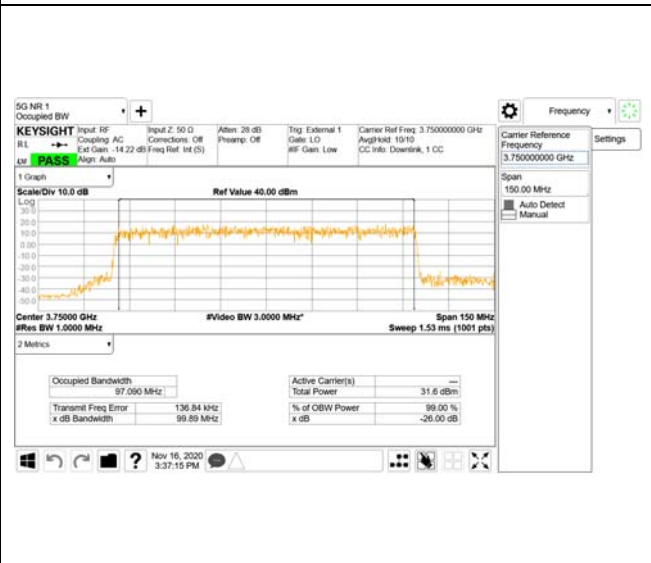 5G NR 1
Occupied BW
Frequency
KEYSIGHT
Input: RF
Coupling: AC
Ext Gain: -14.22 dB
Align: Auto
Input Z: 50 Ω
Corrections: Off
Freq Ref: Int (S)
Atten: 28 dB
Preamp: Off
Trig: External 1
Gate: LO
#IF Gain: Low
Carrier Ref Freq: 3.750000000 GHz
Avg|Hold: 10/10
CC Info: Downlink, 1 CC
RL
PASS
Carrier Reference
Frequency
3.750000000 GHz
Settings
Span
150.00 MHz
Auto Detect
Manual
1 Graph
Scale/Div 10.0 dB
Ref Value 40.00 dBm
Log
30.0
20.0
10.0
0.00
-10.0
-20.0
-30.0
-40.0
-50.0
Center 3.75000 GHz
#Video BW 3.0000 MHz*
Span 150 MHz
#Res BW 1.0000 MHz
Sweep 1.53 ms (1001 pts)
2 Metrics
Occupied Bandwidth
97.090 MHz
Active Carrier(s)
---
Total Power
31.6 dBm
Transmit Freq Error
136.84 kHz
% of OBW Power
99.00 %
x dB Bandwidth
99.89 MHz
x dB
-26.00 dB
?
Nov 16, 2020
3:37:15 PM